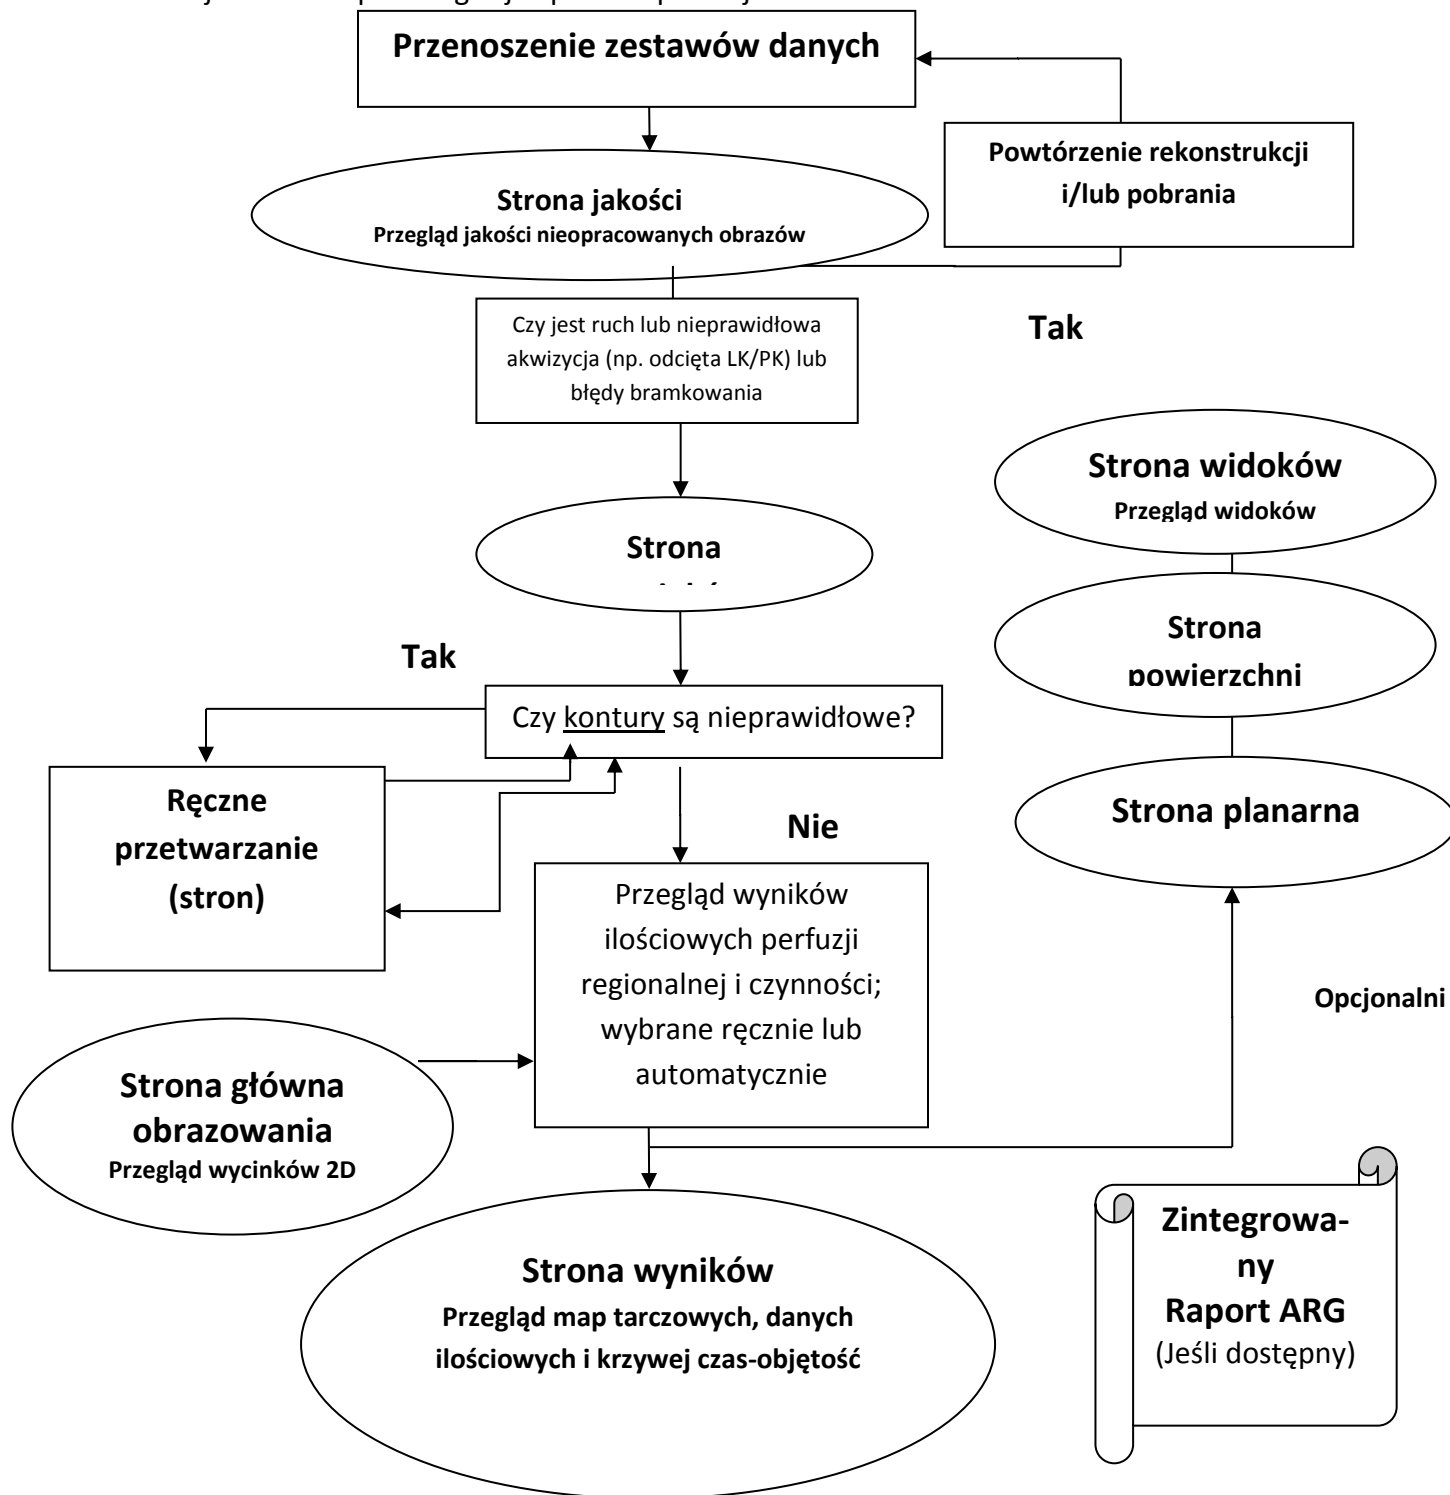 Przenoszenie zestawów danych
Powtórzenie rekonstrukcji
i/lub pobrania
Strona jakości
Przegląd jakości nieopracowanych obrazów
Tak
Czy jest ruch lub nieprawidłowa
akwizycja (np. odcięta LK/PK) lub
błędy bramkowania
Strona widoków
Przegląd widoków
Strona
Strona
powierzchni
Tak
Czy kontury są nieprawidłowe?
Ręczne
przetwarzanie
(stron)
Nie
Strona planarna
Przegląd wyników
ilościowych perfuzji
regionalnej i czynności;
wybrane ręcznie lub
automatycznie
Opcjonalni
Strona główna
obrazowania
Przegląd wycinków 2D
Strona wyników
Przegląd map tarczowych, danych
ilościowych i krzywej czas-objętość
Zintegrowa-
ny
Raport ARG
(Jeśli dostępny)